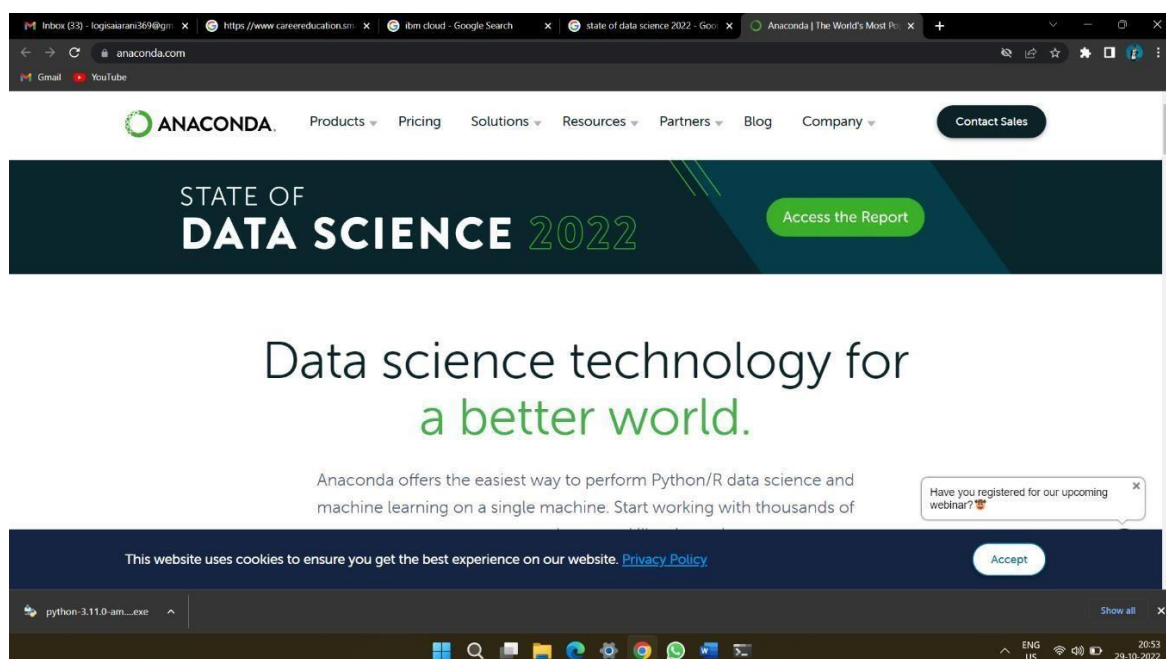 Inbox (33) - logisaiarani369@gm
https://www careereducation.sm
ibm cloud - Google Search
state of data science 2022 - Goo
Anaconda | The World's Most Po
anaconda.com
Gmail
YouTube
ANACONDA.
Products
Pricing
Solutions
Resources
Partners
Blog
Company
Contact Sales
STATE OF
DATA SCIENCE 2022
Access the Report
Data science technology for
a better world.
Anaconda offers the easiest way to perform Python/R data science and
machine learning on a single machine. Start working with thousands of
Have you registered for our upcoming
webinar?
This website uses cookies to ensure you get the best experience on our website. Privacy Policy
Accept
python-3.11.0-am....exe
Show all
ENG
US
20:53
29-10-2022